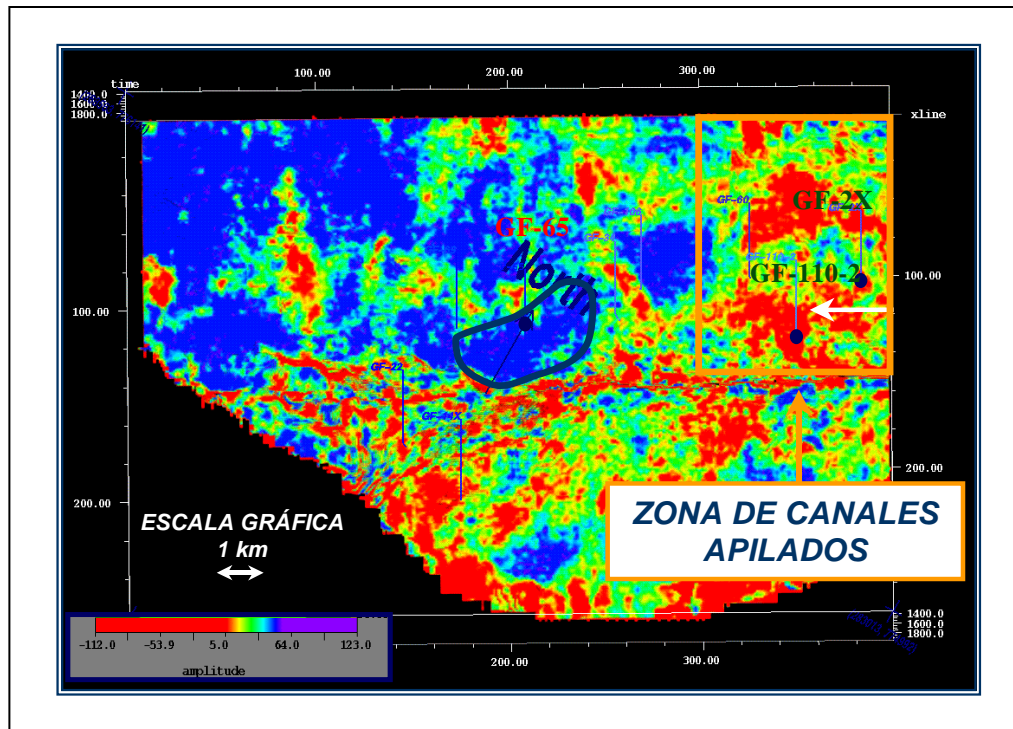 100.00
200.00
300.00
time
1400.0
1600.0
1800.0
xline
GF-60
GF-2X
GF-65
North
GF-110-2
100.00
100.00
GF-22
200.00
200.00
ESCALA GRÁFICA
1 km
ZONA DE CANALES
APILADOS
1400.0
1600.0
1800.0
-112.0
-53.9
5.0
64.0
123.0
amplitude
200.00
300.00